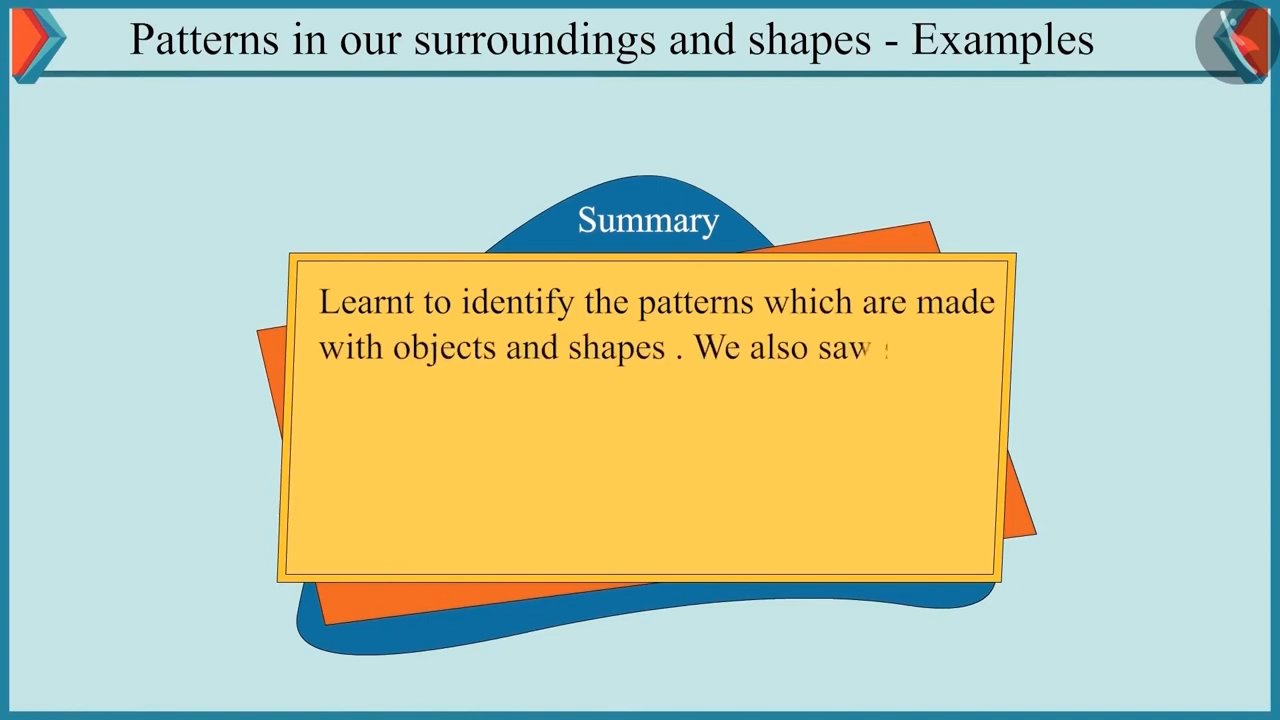 Patterns in our surroundings and shapes - Examples
Summary
Learnt to identify the patterns which are made
with objects and shapes . We also saw